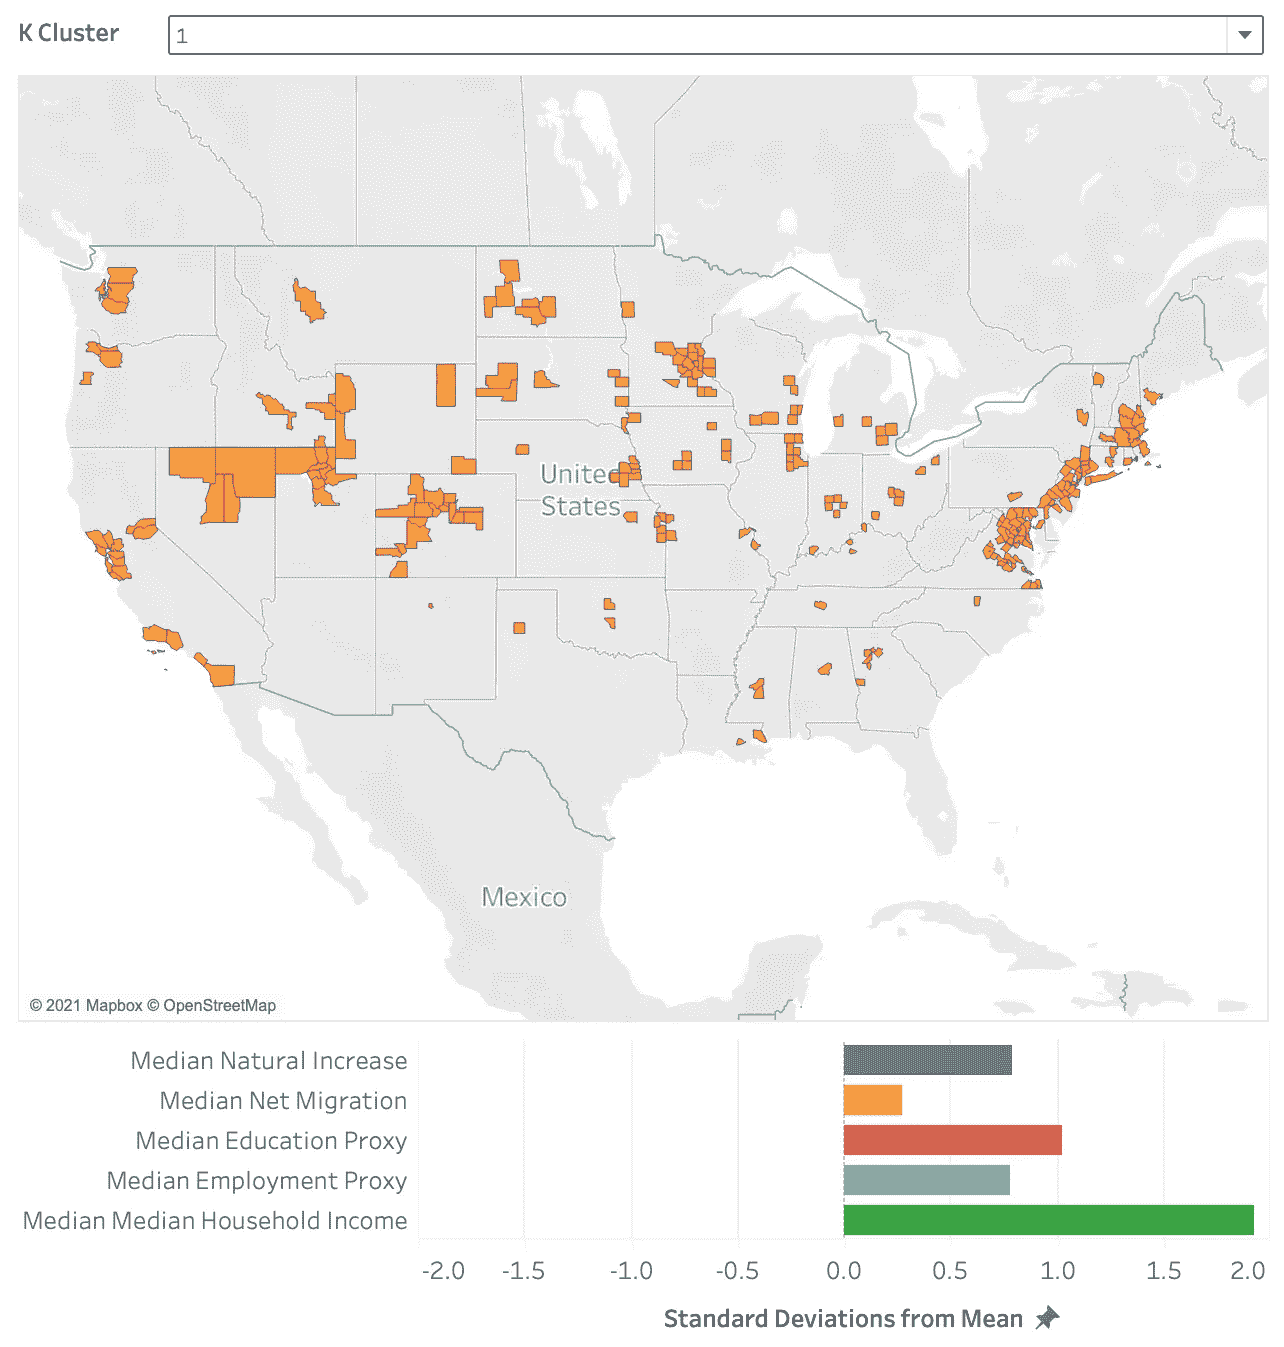 K Cluster
1
United
States
Mexico
© 2021 Mapbox © OpenStreetMap
Median Natural Increase
Median Net Migration
Median Education Proxy
Median Employment Proxy
Median Median Household Income
-2.0 -1.5 -1.0 -0.5 0.0 0.5 1.0 1.5 2.0
Standard Deviations from Mean